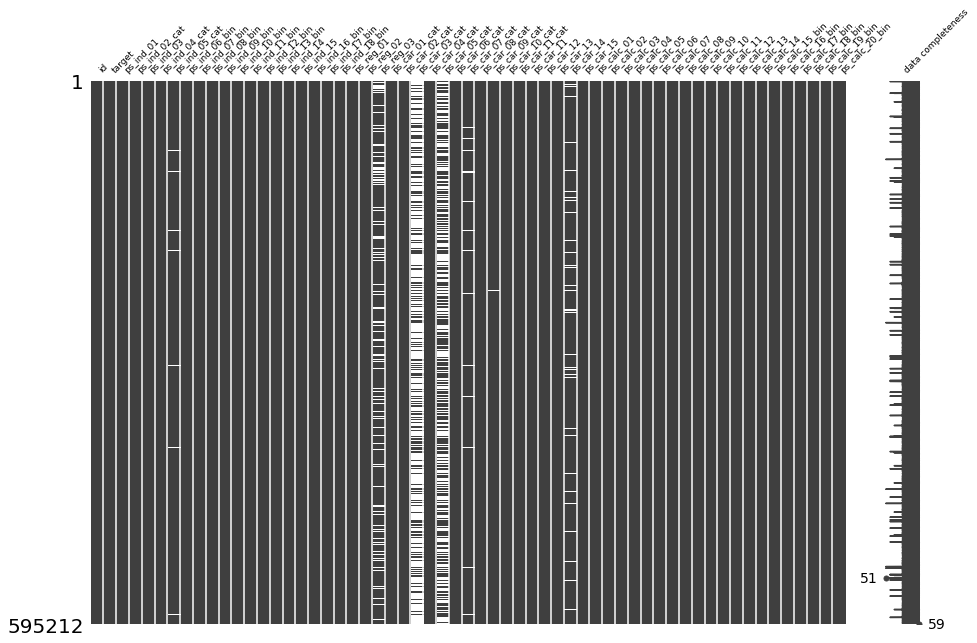 id
target
ps_ind_01
ps_ind_02_cat
ps_ind_03
ps_ind_04_cat
ps_ind_05_cat
ps_ind_06_bin
ps_ind_07_bin
ps_ind_08_bin
ps_ind_09_bin
ps_ind_10_bin
ps_ind_11_bin
ps_ind_12_bin
ps_ind_13_bin
ps_ind_14
ps_ind_15
ps_ind_16_bin
ps_ind_17_bin
ps_ind_18_bin
ps_reg_01
ps_reg_02
ps_reg_03
ps_car_01_cat
ps_car_02_cat
ps_car_03_cat
ps_car_04_cat
ps_car_05_cat
ps_car_06_cat
ps_car_07_cat
ps_car_08_cat
ps_car_09_cat
ps_car_10_cat
ps_car_11_cat
ps_car_11
ps_car_12
ps_car_13
ps_car_14
ps_car_15
ps_calc_01
ps_calc_02
ps_calc_03
ps_calc_04
ps_calc_05
ps_calc_06
ps_calc_07
ps_calc_08
ps_calc_09
ps_calc_10
ps_calc_11
ps_calc_12
ps_calc_13
ps_calc_14
ps_calc_15_bin
ps_calc_16_bin
ps_calc_17_bin
ps_calc_18_bin
ps_calc_19_bin
ps_calc_20_bin
data completeness
1
51
595212
59